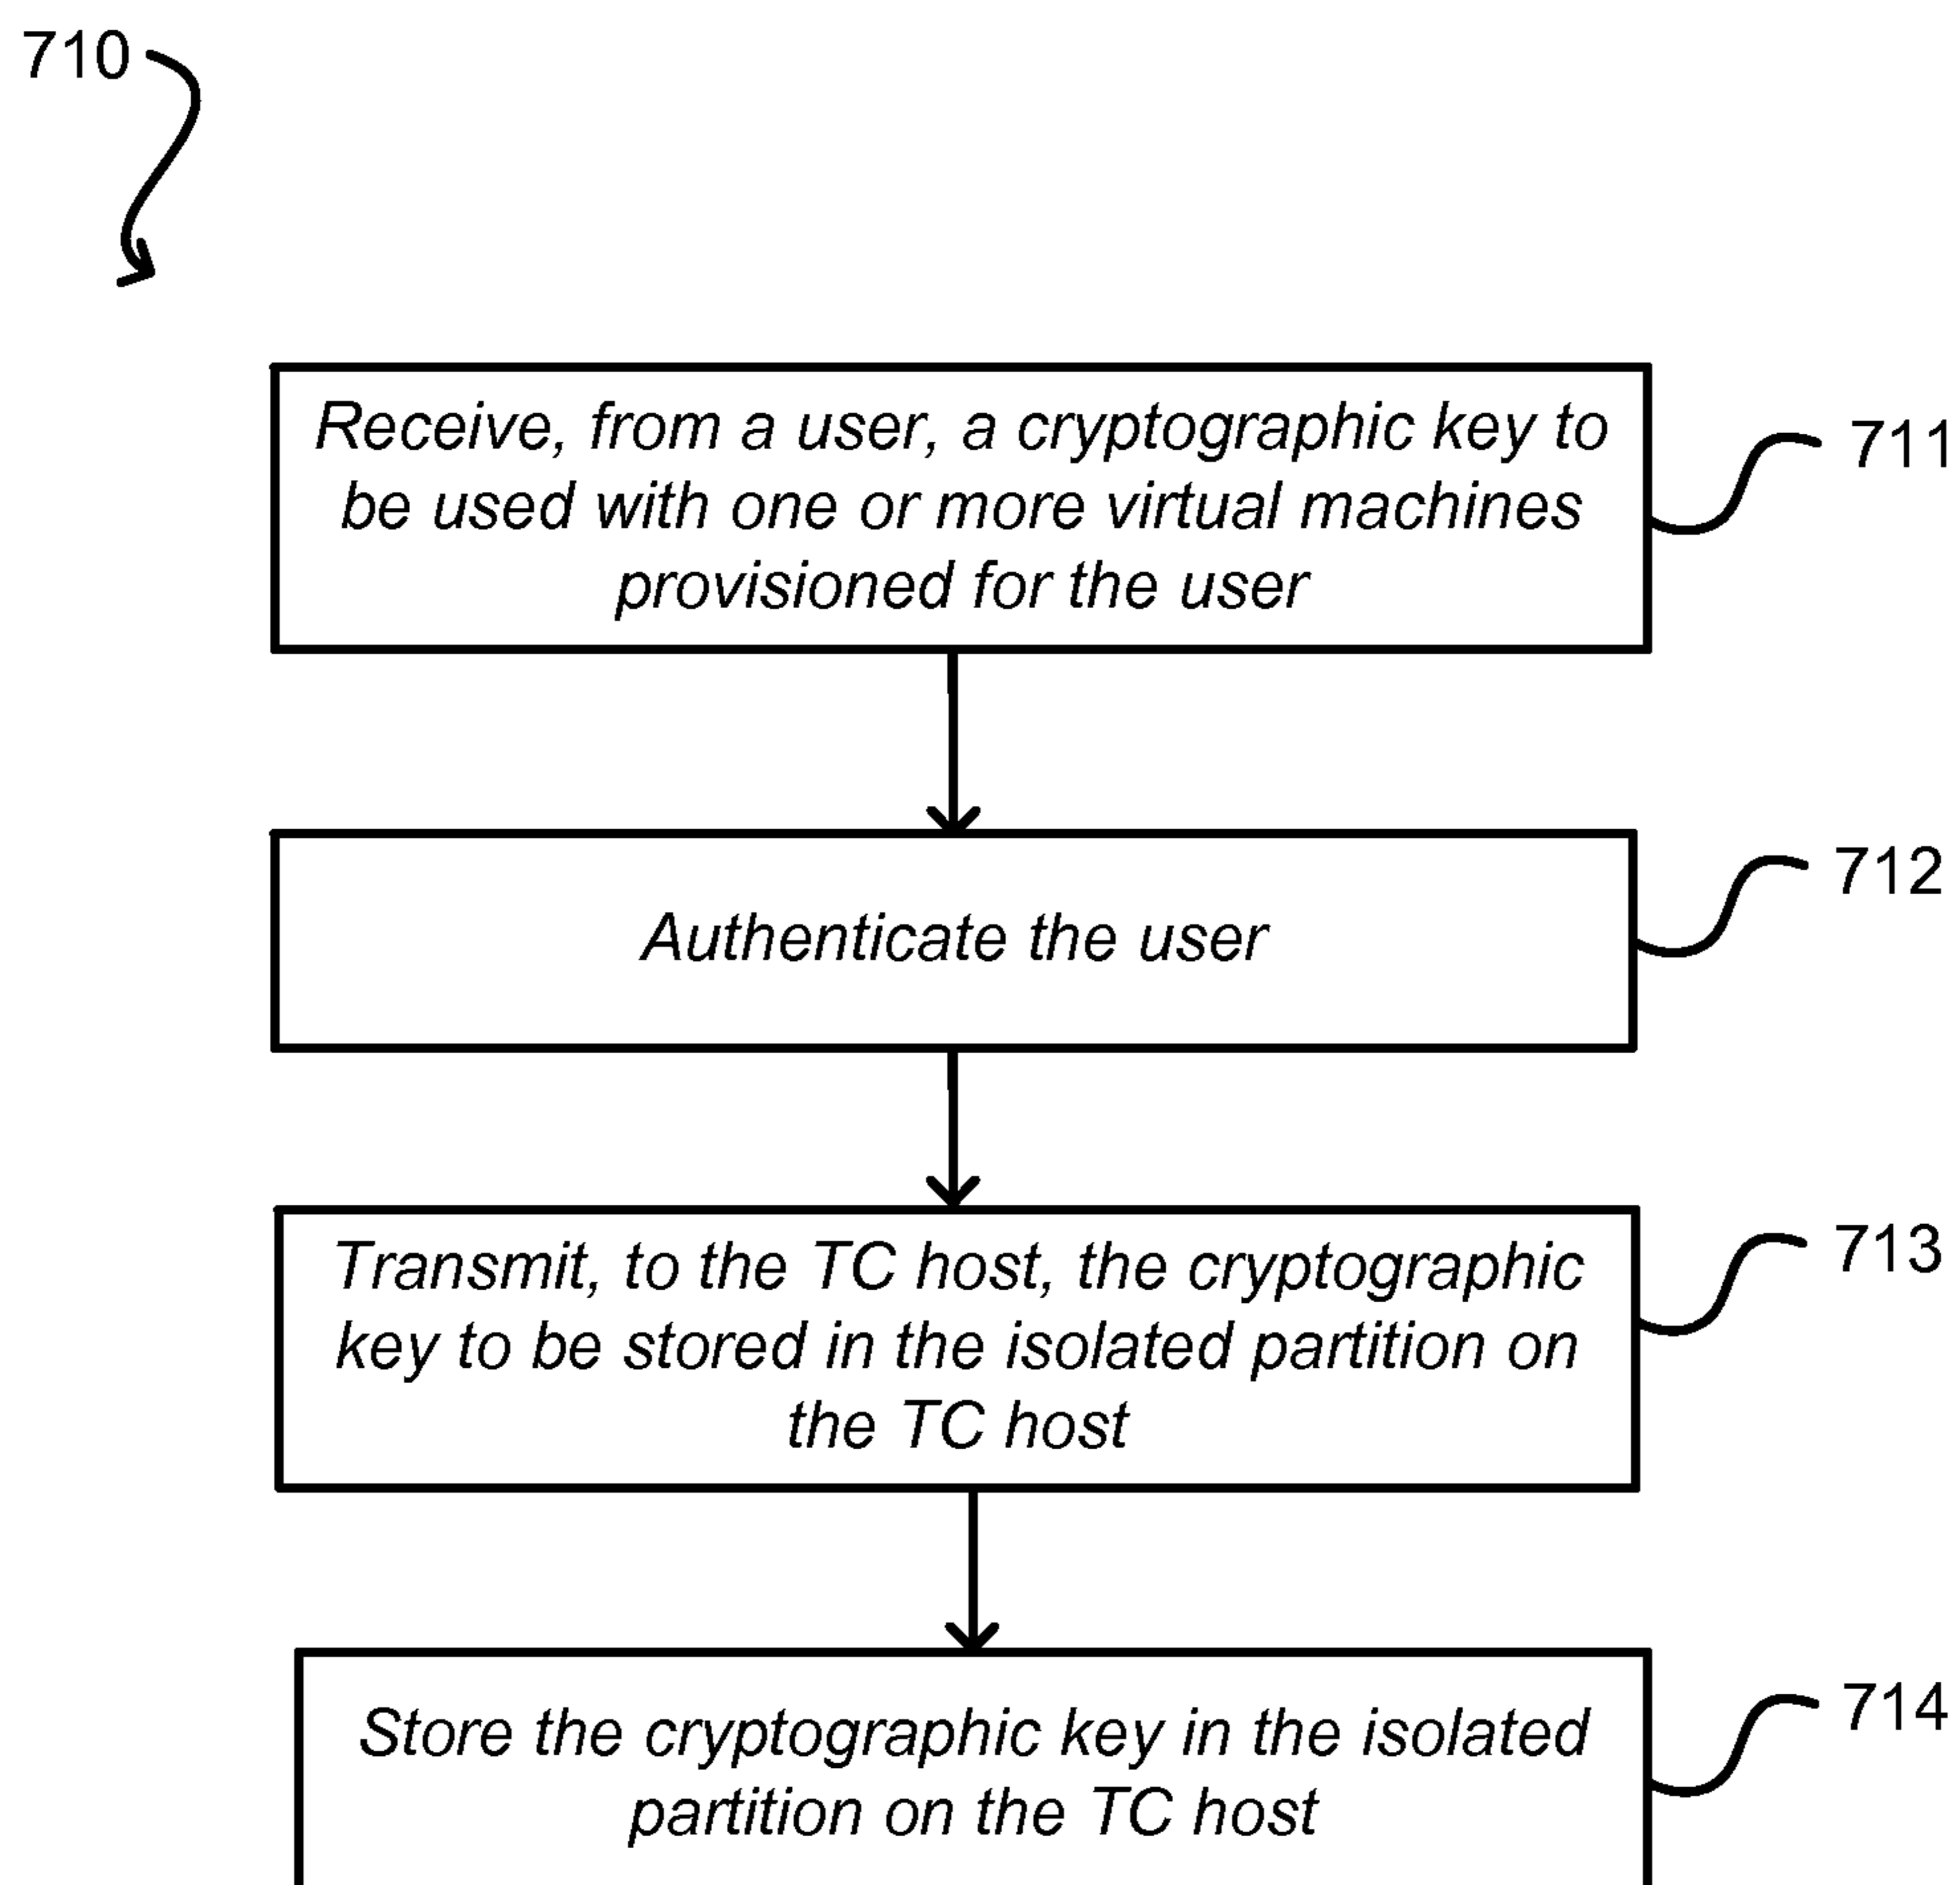 710
Receive, from a user, a cryptographic key to
be used with one or more virtual machines
provisioned for the user
711
Authenticate the user
712
Transmit, to the TC host, the cryptographic
key to be stored in the isolated partition on
the TC host
713
Store the cryptographic key in the isolated
partition on the TC host
714